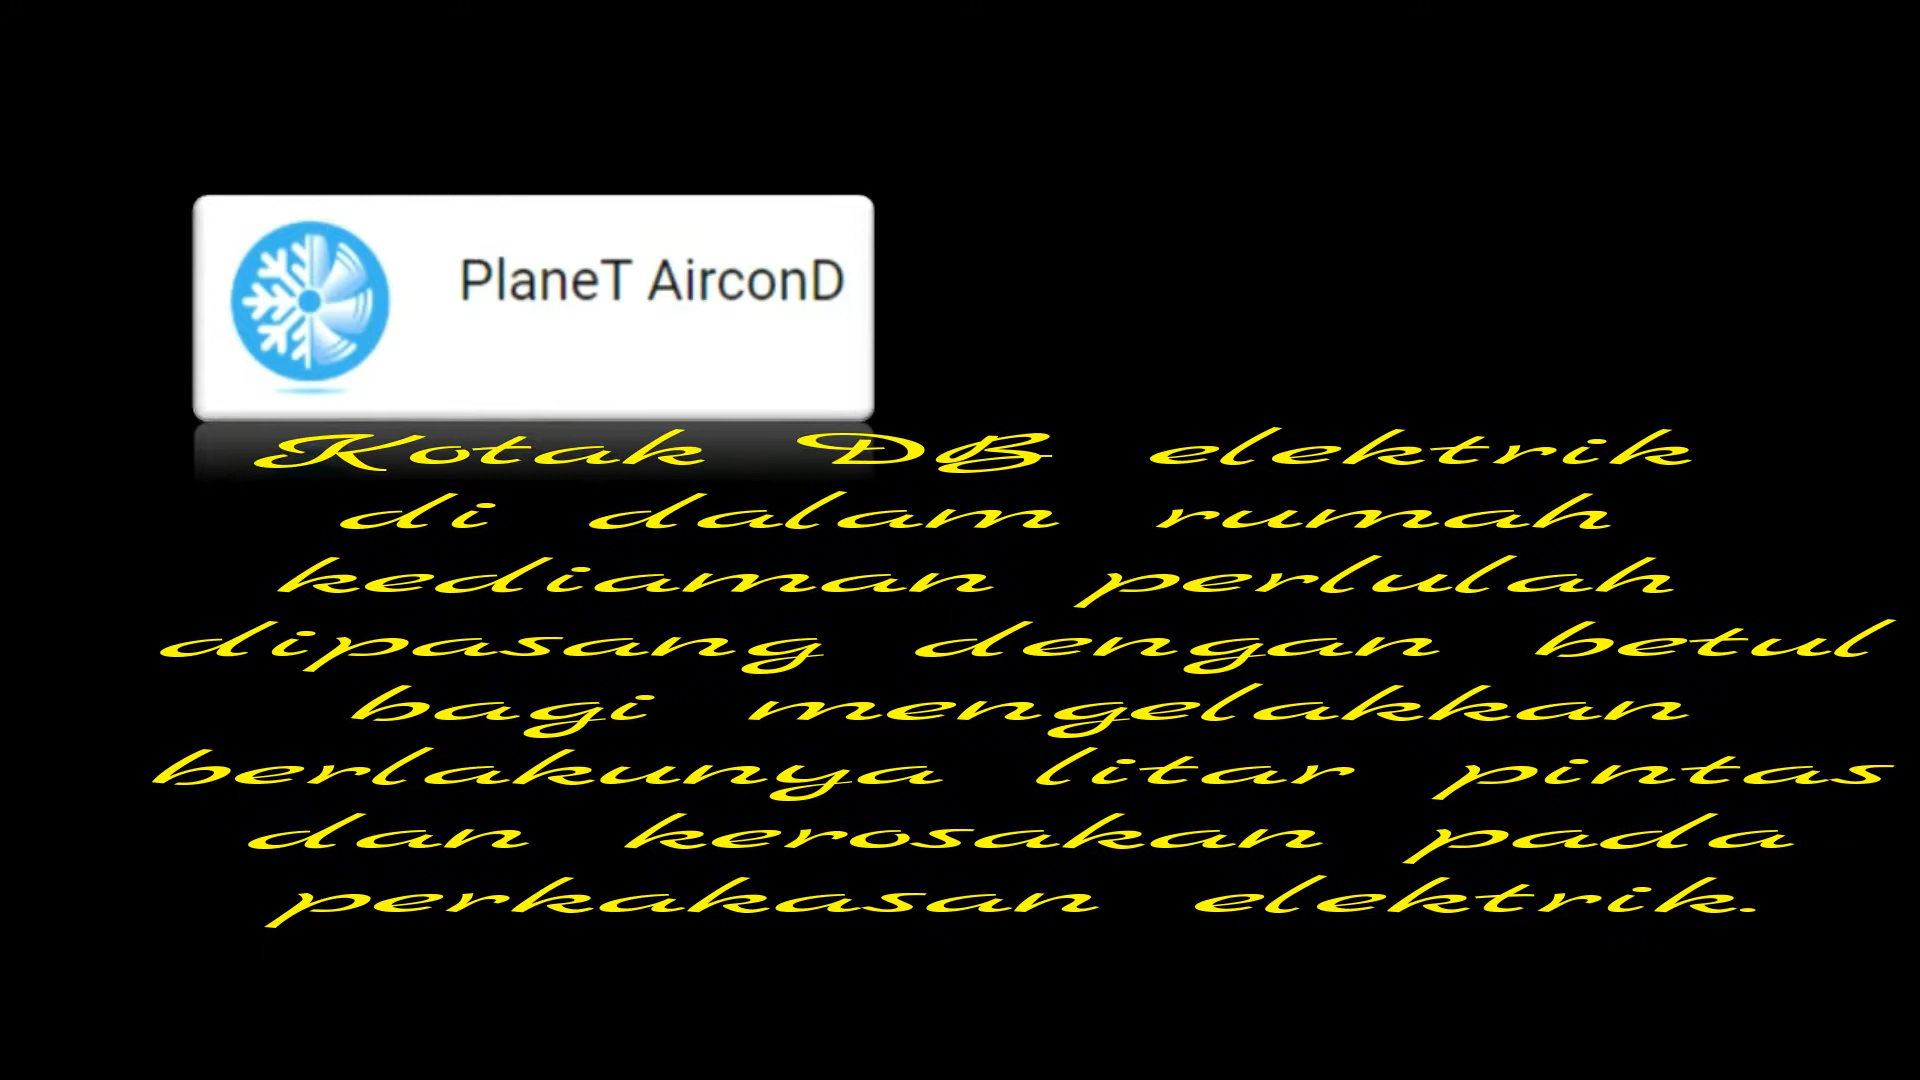 PlaneT AirconD
Kotak DB elektrik
di dalam rumah
kediaman perlulah
dipasang dengan betul
bagi mengelakkan
berlakunya litar pintas
dan kerosakan pada
perkakasan elektrik.